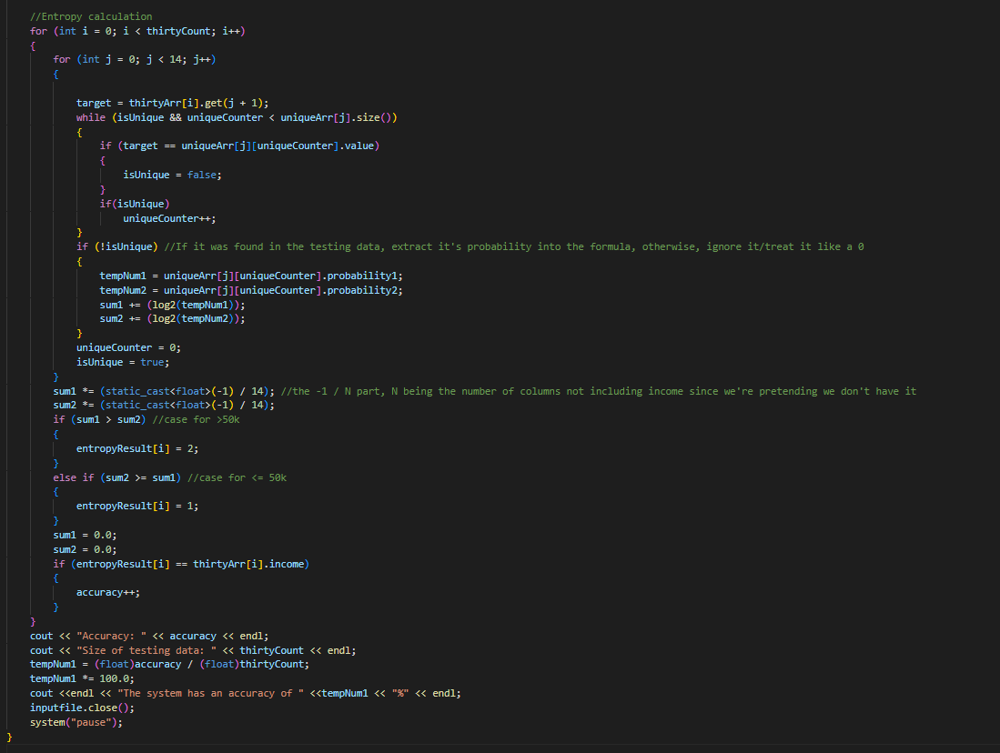 //Entropy calculation
for (int i = 0; i < thirtyCount; i++)
{
for (int j = 0; j < 14; j++)
{
target = thirtyArr[i].get(j + 1);
while (isUnique && uniqueCounter < uniqueArr[j].size())
{
if (target == uniqueArr[j][uniqueCounter].value)
{
isUnique = false;
}
if(isUnique)
uniqueCounter++;
}
if (!isUnique) //If it was found in the testing data, extract it's probability into the formula, otherwise, ignore it/treat it like a 0
{
tempNum1 = uniqueArr[j][uniqueCounter].probability1;
tempNum2 = uniqueArr[j][uniqueCounter].probability2;
sum1 += (log2(tempNum1));
sum2 += (log2(tempNum2));
}
uniqueCounter = 0;
isUnique = true;
}
sum1 *= (static_cast<float>(-1) / 14); //the -1 / N part, N being the number of columns not including income since we're pretending we don't have it
sum2 *= (static_cast<float>(-1) / 14);
if (sum1 > sum2) //case for >50k
{
entropyResult[i] = 2;
}
else if (sum2 >= sum1) //case for <= 50k
{
entropyResult[i] = 1;
}
sum1 = 0.0;
sum2 = 0.0;
if (entropyResult[i] == thirtyArr[i].income)
{
accuracy++;
}
}
cout << "Accuracy: " << accuracy << endl;
cout << "Size of testing data: " << thirtyCount << endl;
tempNum1 = (float)accuracy / (float)thirtyCount;
tempNum1 *= 100.0;
cout <<endl << "The system has an accuracy of " <<tempNum1 << "%" << endl;
inputfile.close();
system("pause");
}